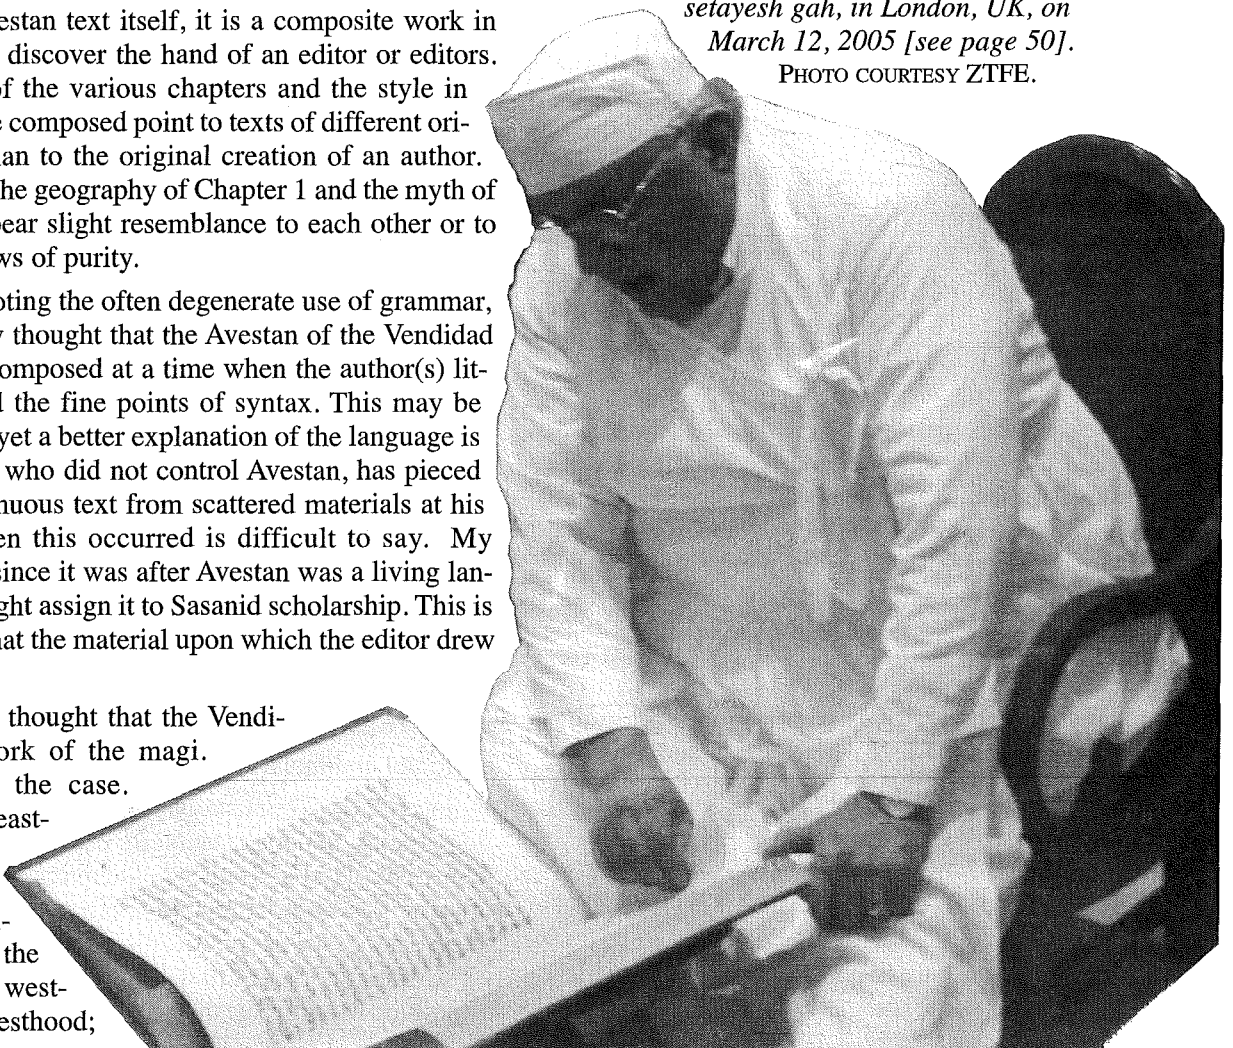 estan text itself, it is a composite work in
discover the hand of an editor or editors.
of the various chapters and the style in
composed point to texts of different ori-
an to the original creation of an author.
he geography of Chapter 1 and the myth of
ear slight resemblance to each other or to
ws of purity.
oting the often degenerate use of grammar,
y thought that the Avestan of the Vendidad
omposed at a time when the author(s) lit-
d the fine points of syntax. This may be
yet a better explanation of the language is
who did not control Avestan, has pieced
nuous text from scattered materials at his
en this occurred is difficult to say. My
since it was after Avestan was a living lan-
ght assign it to Sasanid scholarship. This is
hat the material upon which the editor drew
thought that the Vendi-
ork of the magi.
the case.
east-
the
west-
esthood;
setayesh gah, in London, UK, on
March 12, 2005 [see page 50].
PHOTO COURTESY ZTFE.